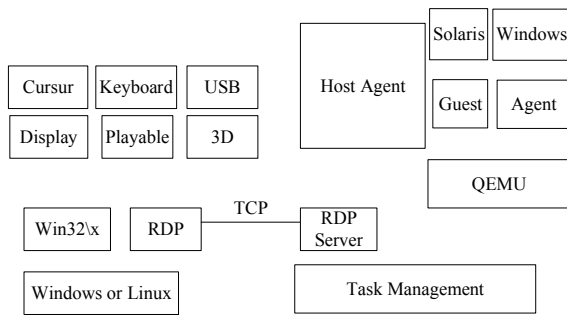 Solaris
Windows
Host Agent
Cursur
Keyboard
USB
Guest
Agent
Display
Playable
3D
QEMU
TCP
Win32\x
RDP
RDP
Server
Windows or Linux
Task Management